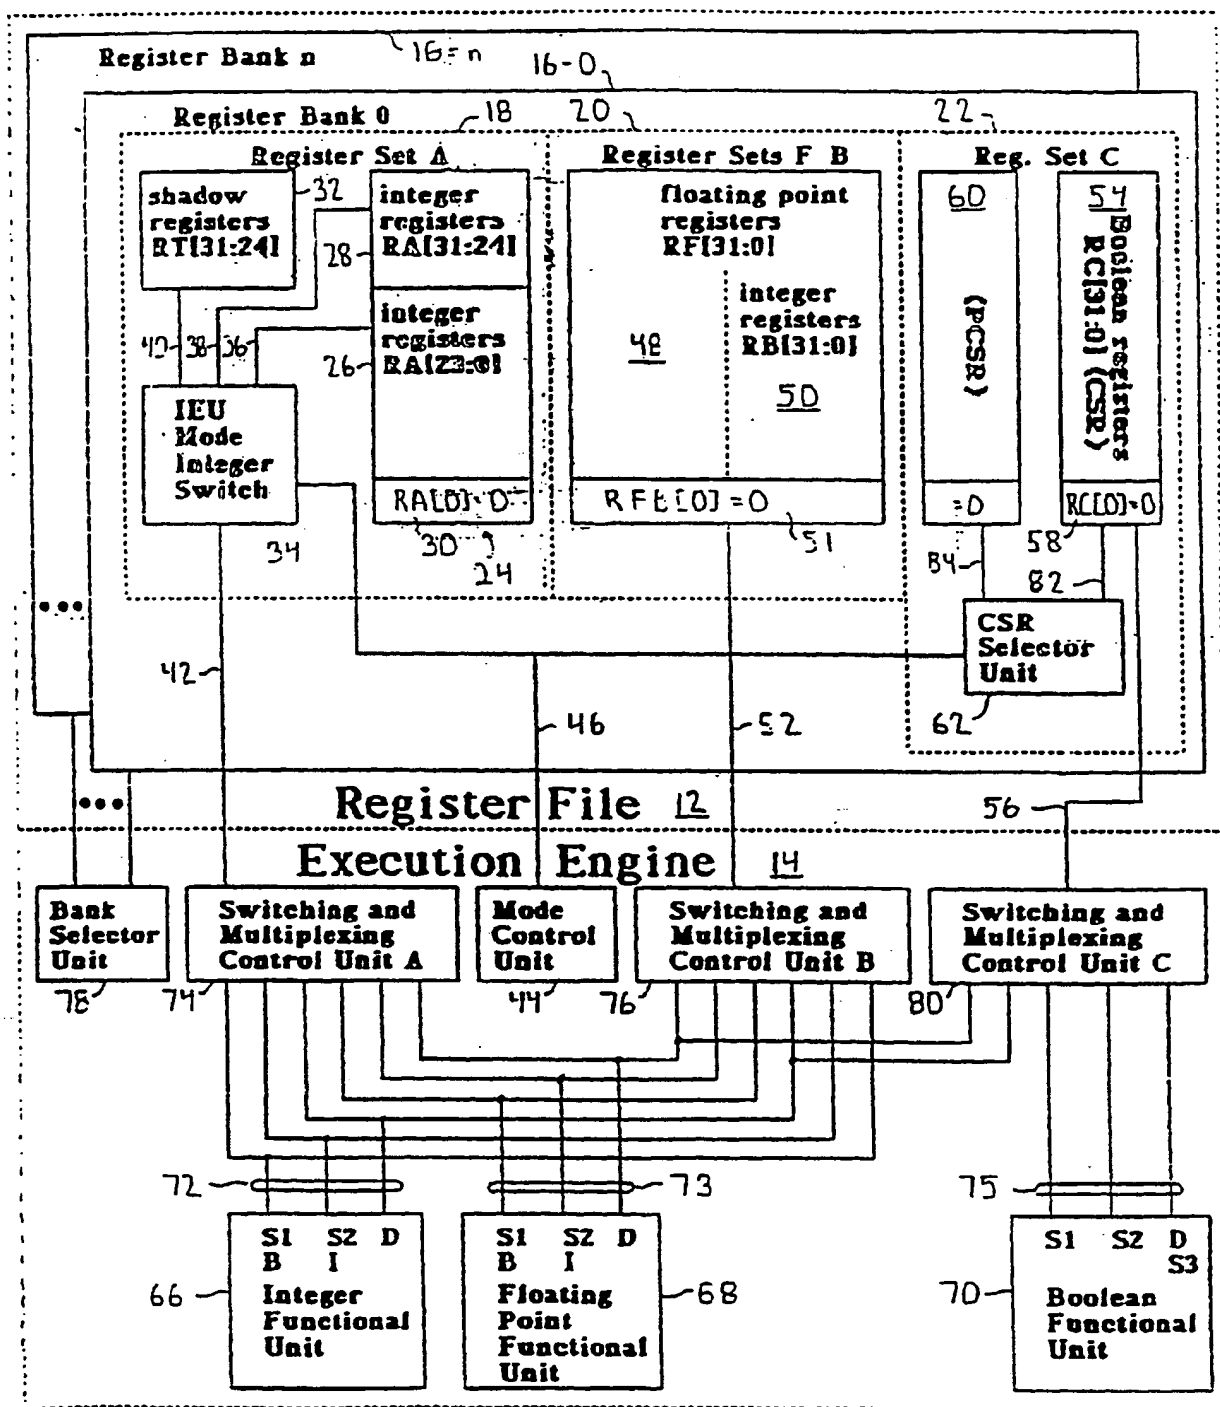 Register Bank n
16-n
16-0
Register Bank 0
18
20
22
Register Set A
Register Sets F B
Reg. Set C
shadow
registers
RT[31:24]
32
integer
registers
RA[31:24]
28
floating point
registers
RF[31:0]
60
(PCSR)
54
Boolean registers
RC[31:0] (CSR)
integer
registers
RA[23:0]
26
integer
registers
RB[31:0]
48
50
40
38
36
IEU
Mode
Integer
Switch
34
RA[0]=0
30
24
=0
51
=0
RC[0]=0
58
84
82
CSR
Selector
Unit
62
42
46
52
56
Register File 12
Execution Engine 14
Bank
Selector
Unit
78
Switching and
Multiplexing
Control Unit A
74
Mode
Control
Unit
44
Switching and
Multiplexing
Control Unit B
76
Switching and
Multiplexing
Control Unit C
80
72
73
75
S1 S2 D
B I
Integer
Functional
Unit
66
S1 S2 D
B I
Floating
Point
Functional
Unit
68
S1 S2 D
S3
Boolean
Functional
Unit
70